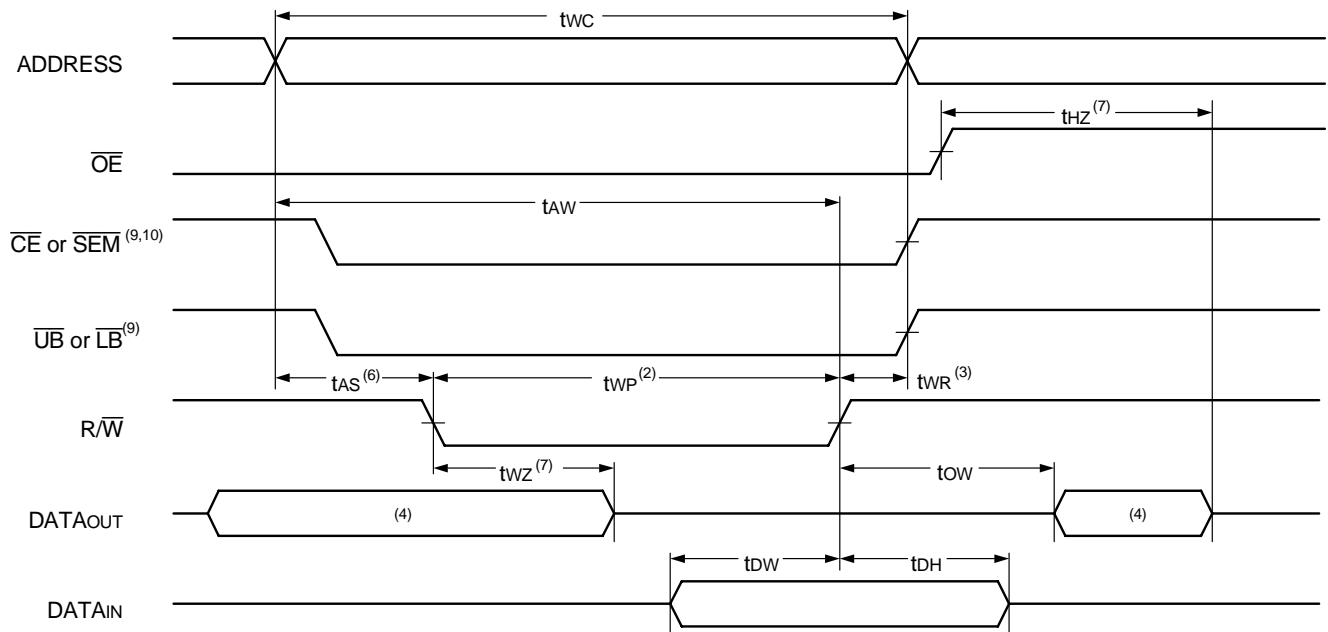 tWC
ADDRESS
tHZ(7)
OE
tAW
CE or SEM (9,10)
UB or LB(9)
tAS(6)
tWP(2)
tWR(3)
R/W
tWZ(7)
tOW
DATAOUT
(4)
(4)
tDW
tDH
DATAIN